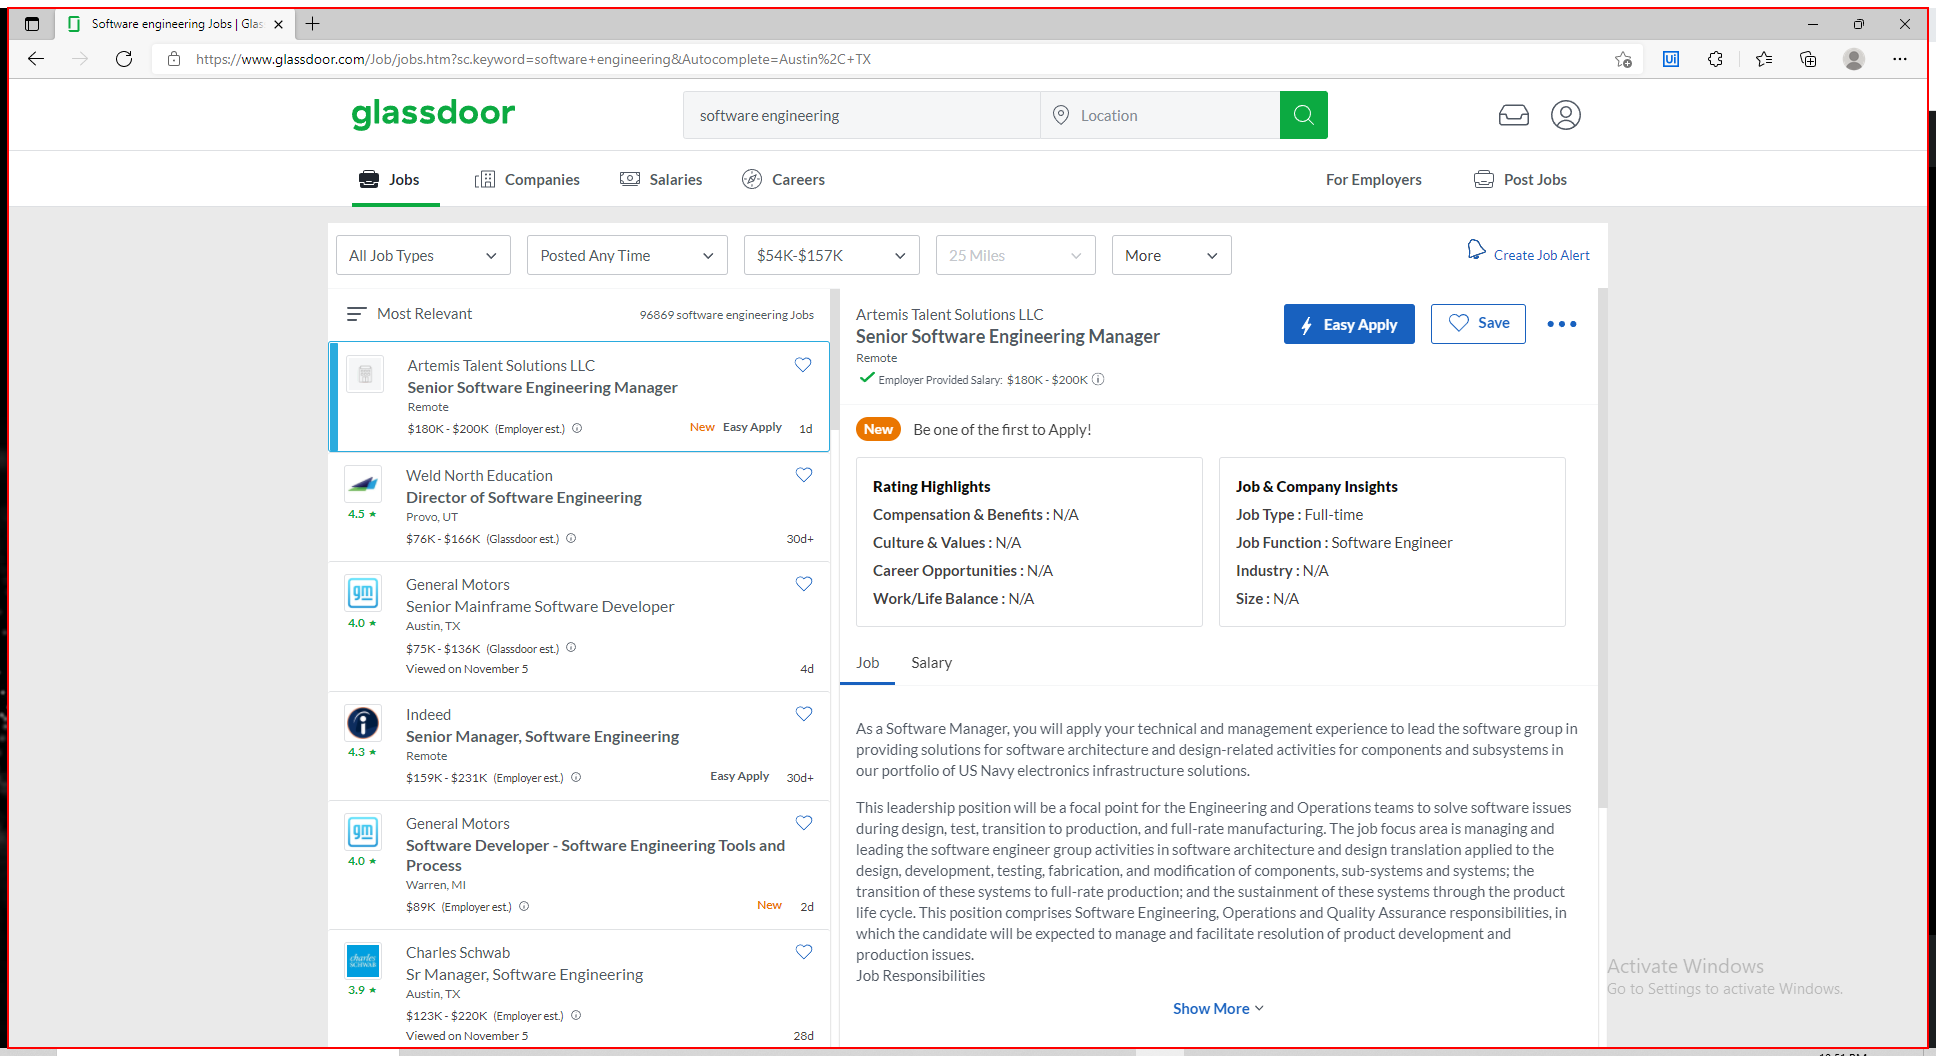 Software engineering Jobs | Glas
https://www.glassdoor.com/Job/jobs.htm?sc.keyword=software+engineering&Autocomplete=Austin%2C+TX
Ui
glassdoor
software engineering
Location
Jobs
Companies
Salaries
Careers
For Employers
Post Jobs
All Job Types
Posted Any Time
$54K-$157K
25 Miles
More
Create Job Alert
Most Relevant
96869 software engineering Jobs
Artemis Talent Solutions LLC
Senior Software Engineering Manager
Remote
$180K - $200K (Employer est.)
New Easy Apply 1d
Weld North Education
Director of Software Engineering
Provo, UT
4.5 ★
$76K - $166K (Glassdoor est.)
30d+
gm
General Motors
Senior Mainframe Software Developer
4.0 ★
Austin, TX
$75K - $136K (Glassdoor est.)
Viewed on November 5
4d
Indeed
Senior Manager, Software Engineering
4.3 ★
Remote
$159K - $231K (Employer est.)
Easy Apply 30d+
gm
General Motors
Software Developer - Software Engineering Tools and
Process
4.0 ★
Warren, MI
$89K (Employer est.)
New 2d
charles
SCHWAB
Charles Schwab
Sr Manager, Software Engineering
3.9 ★
Austin, TX
$123K - $220K (Employer est.)
Viewed on November 5
28d
Artemis Talent Solutions LLC
Senior Software Engineering Manager
Remote
Employer Provided Salary: $180K - $200K
Easy Apply
Save
New
Be one of the first to Apply!
Rating Highlights
Compensation & Benefits : N/A
Culture & Values : N/A
Career Opportunities : N/A
Work/Life Balance : N/A
Job & Company Insights
Job Type : Full-time
Job Function : Software Engineer
Industry : N/A
Size : N/A
Job
Salary
As a Software Manager, you will apply your technical and management experience to lead the software group in
providing solutions for software architecture and design-related activities for components and subsystems in
our portfolio of US Navy electronics infrastructure solutions.
This leadership position will be a focal point for the Engineering and Operations teams to solve software issues
during design, test, transition to production, and full-rate manufacturing. The job focus area is managing and
leading the software engineer group activities in software architecture and design translation applied to the
design, development, testing, fabrication, and modification of components, sub-systems and systems; the
transition of these systems to full-rate production; and the sustainment of these systems through the product
life cycle. This position comprises Software Engineering, Operations and Quality Assurance responsibilities, in
which the candidate will be expected to manage and facilitate resolution of product development and
production issues.
Job Responsibilities
Show More
Activate Windows
Go to Settings to activate Windows.